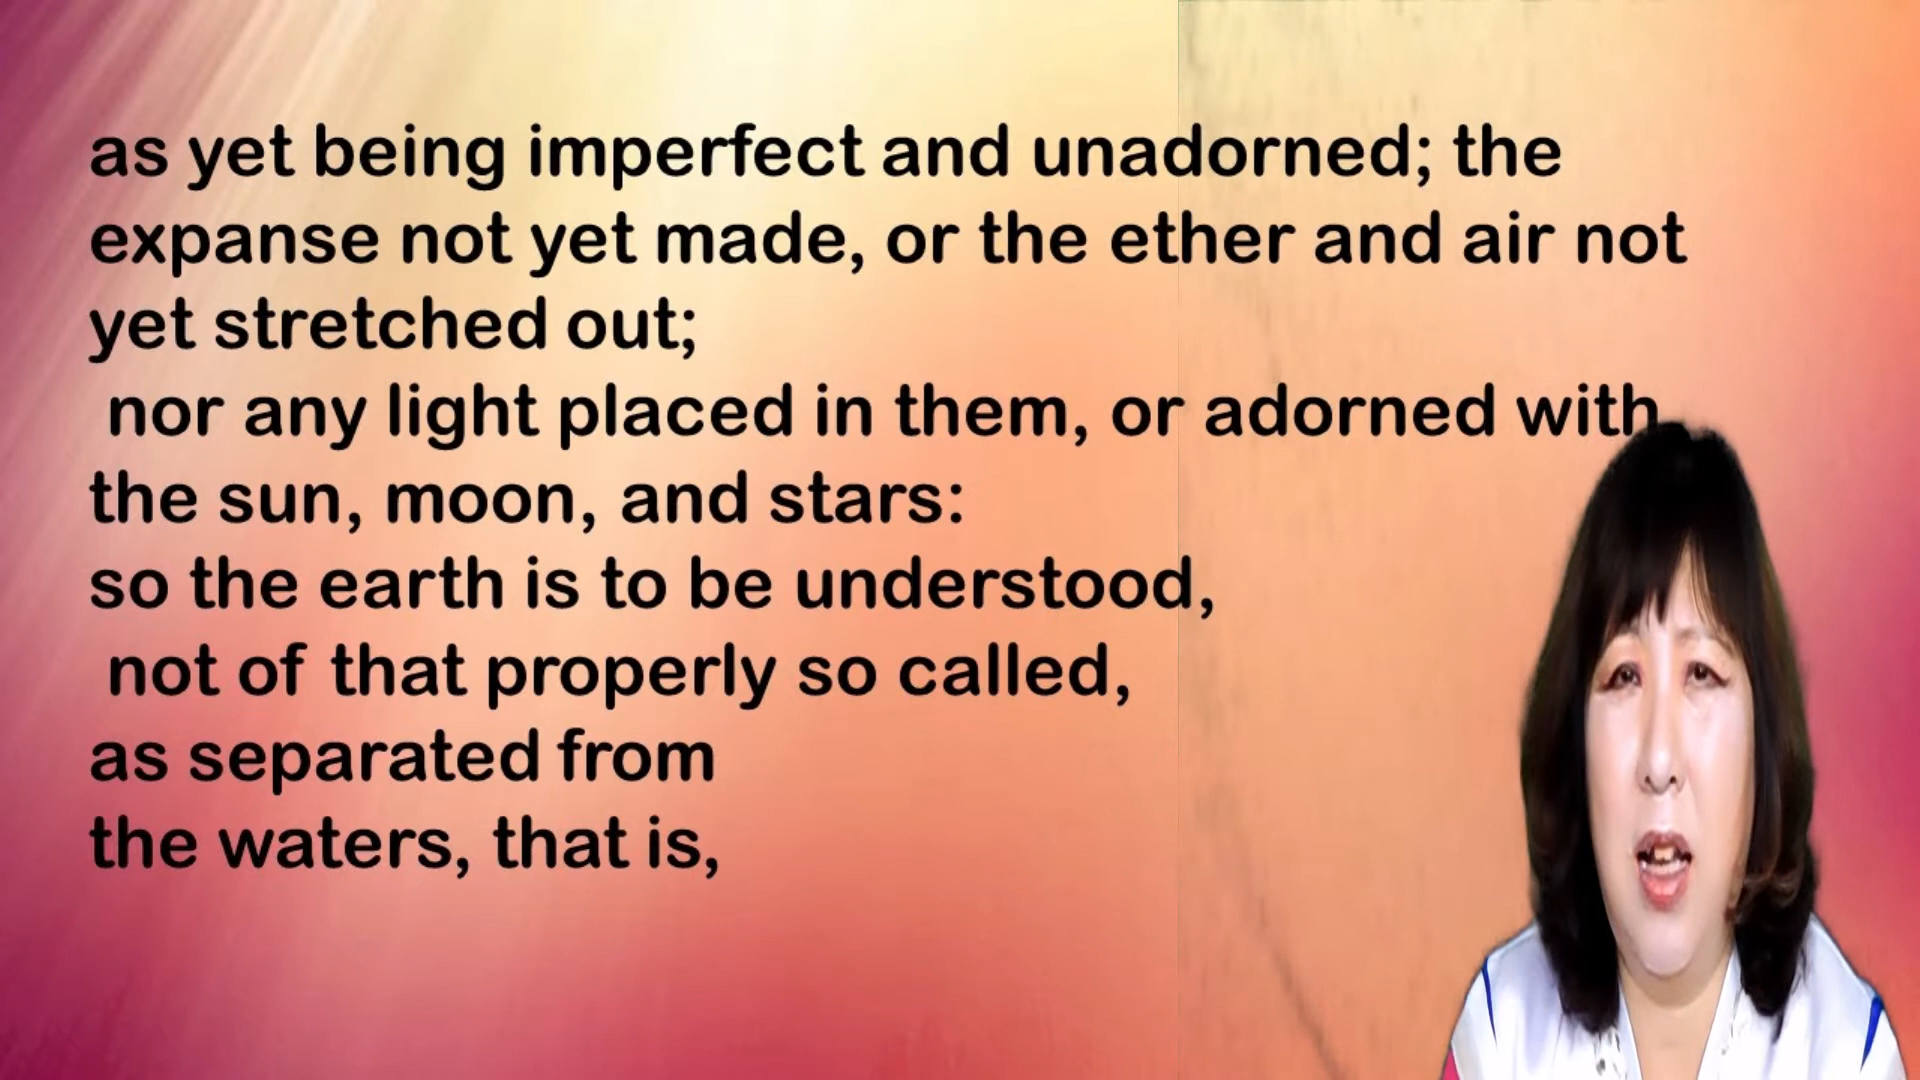 as yet being imperfect and unadorned; the
expanse not yet made, or the ether and air not
yet stretched out;
nor any light placed in them, or adorned with
the sun, moon, and stars:
so the earth is to be understood,
not of that properly so called,
as separated from
the waters, that is,